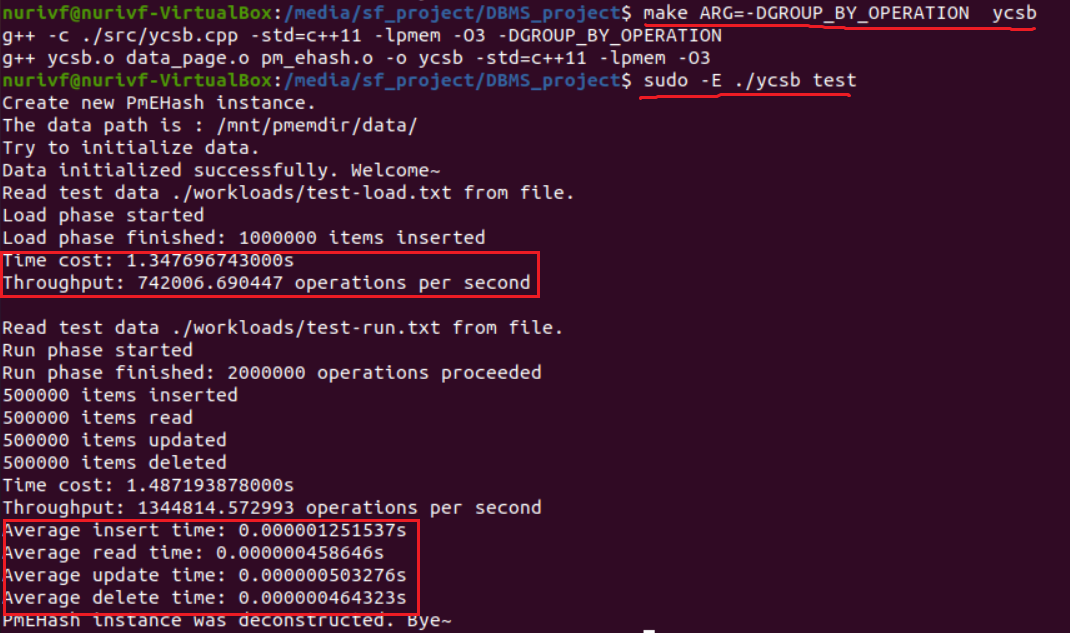 nurivf@nurivf-VirtualBox:/media/sf_project/DBMS_project$ make ARG=-DGROUP_BY_OPERATION  ycsb
g++ -c ./src/ycsb.cpp -std=c++11 -lpmem -O3 -DGROUP_BY_OPERATION
g++ ycsb.o data_page.o pm_ehash.o -o ycsb -std=c++11 -lpmem -O3
nurivf@nurivf-VirtualBox:/media/sf_project/DBMS_project$ sudo -E ./ycsb test
Create new PmEHash instance.
The data path is : /mnt/pmemdir/data/
Try to initialize data.
Data initialized successfully. Welcome~
Read test data ./workloads/test-load.txt from file.
Load phase started
Load phase finished: 1000000 items inserted
Time cost: 1.347696743000s
Throughput: 742006.690447 operations per second
Read test data ./workloads/test-run.txt from file.
Run phase started
Run phase finished: 2000000 operations proceeded
500000 items inserted
500000 items read
500000 items updated
500000 items deleted
Time cost: 1.487193878000s
Throughput: 1344814.572993 operations per second
Average insert time: 0.000001251537s
Average read time: 0.000000458646s
Average update time: 0.000000503276s
Average delete time: 0.000000464323s
PmEHash instance was deconstructed. Bye~